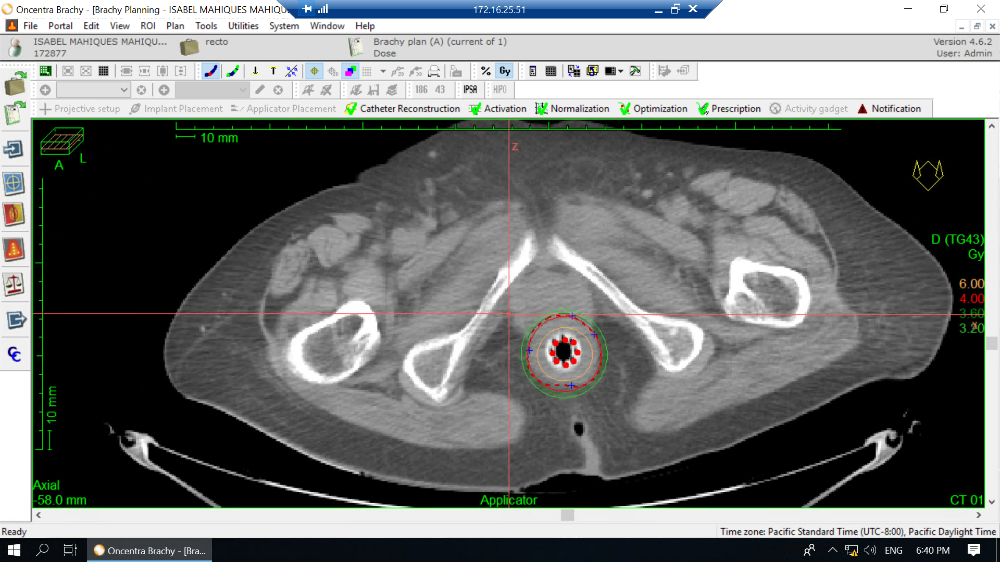 Oncentra Brachy - [Brachy Planning - ISABEL MAHIQUES MAHIQU
172.16.25.51
File Portal Edit View ROI Plan Tools Utilities System Window Help
ISABEL MAHIQUES MAHIQU... recto Brachy plan (A) (current of 1) Version 4.6.2
172877 Dose User: Admin
% Gy
186 43 IPSA HIPO
Projective setup Implant Placement Applicator Placement Catheter Reconstruction Activation Normalization Optimization Prescription Activity gadget Notification
10 mm
Z
A L
D (TG43)
Gy
6.00
4.00
3.60
X
3.20
10 mm
Axial
-58.0 mm Applicator CT 01
Ready Time zone: Pacific Standard Time (UTC-8:00), Pacific Daylight Time
Oncentra Brachy - [Bra... ENG 6:40 PM